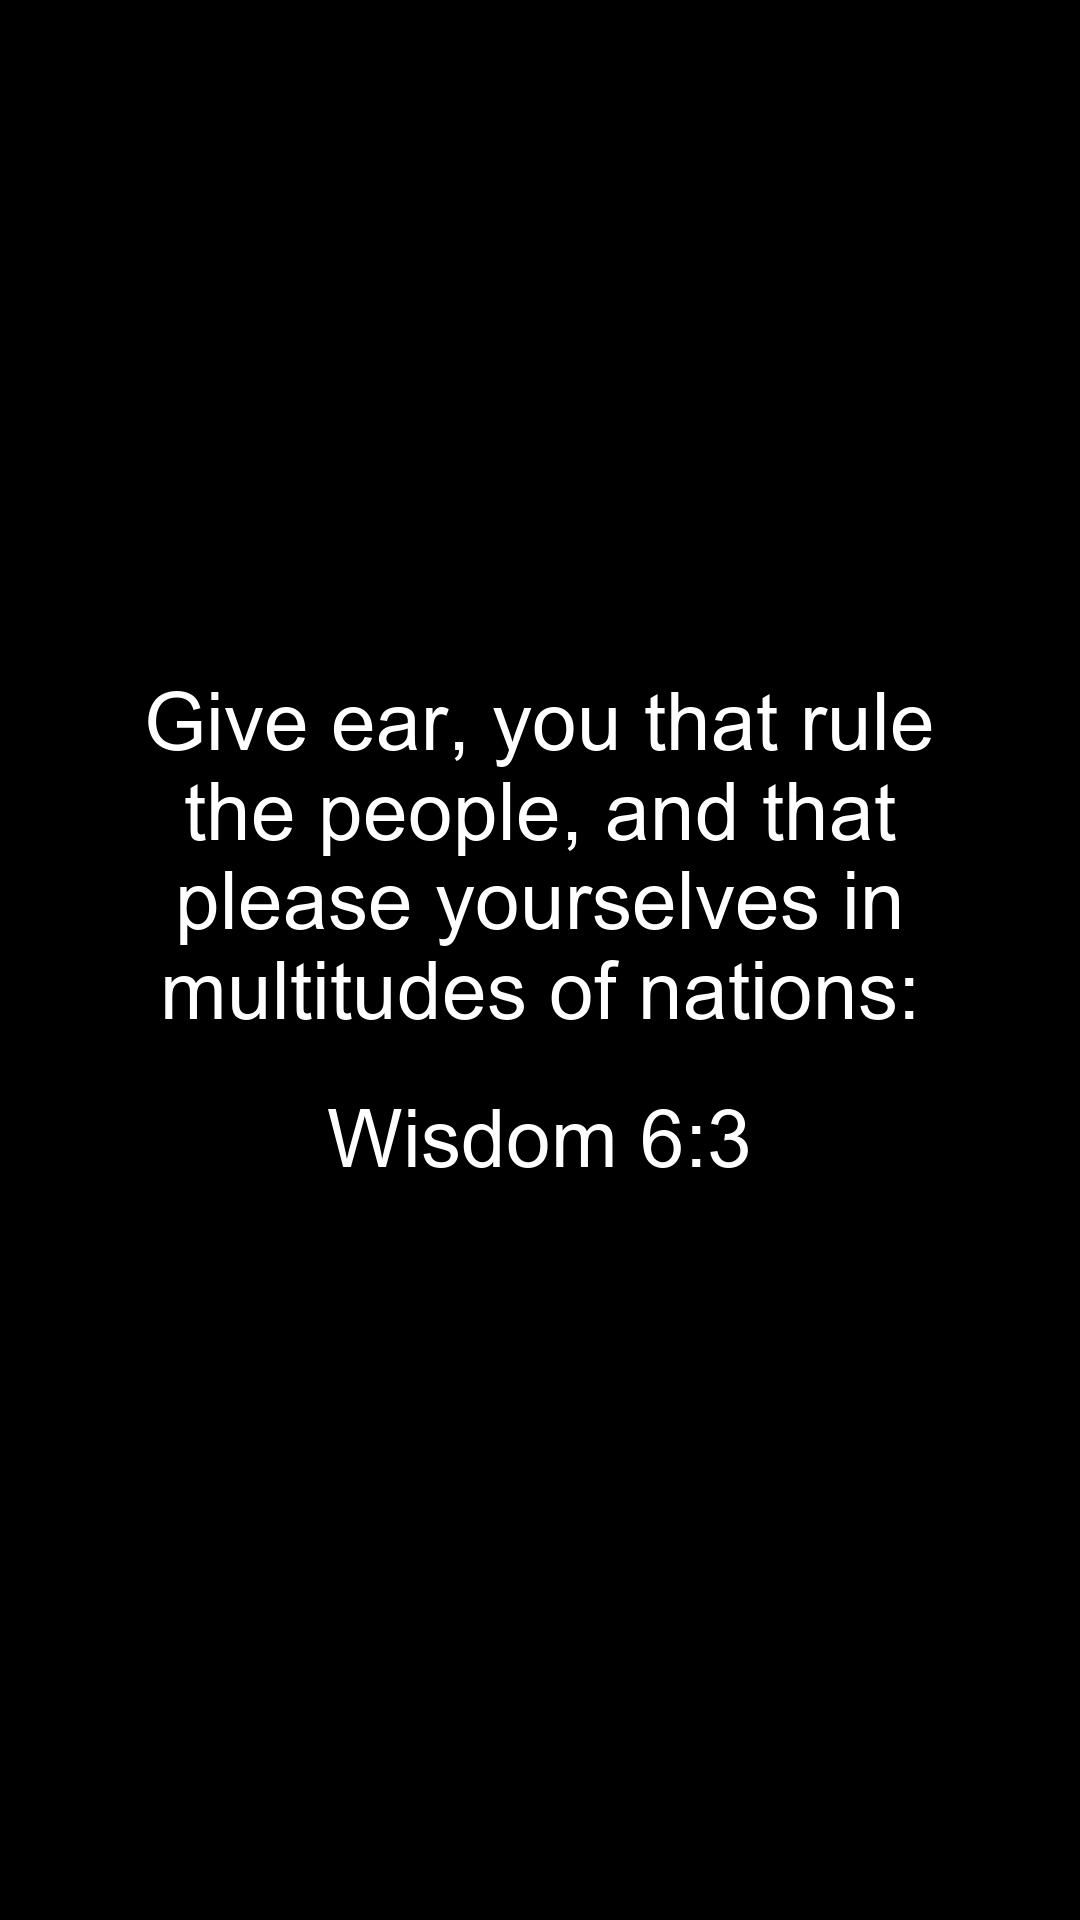 Give ear, you that rule
the people, and that
please yourselves in
multitudes of nations:
Wisdom 6:3